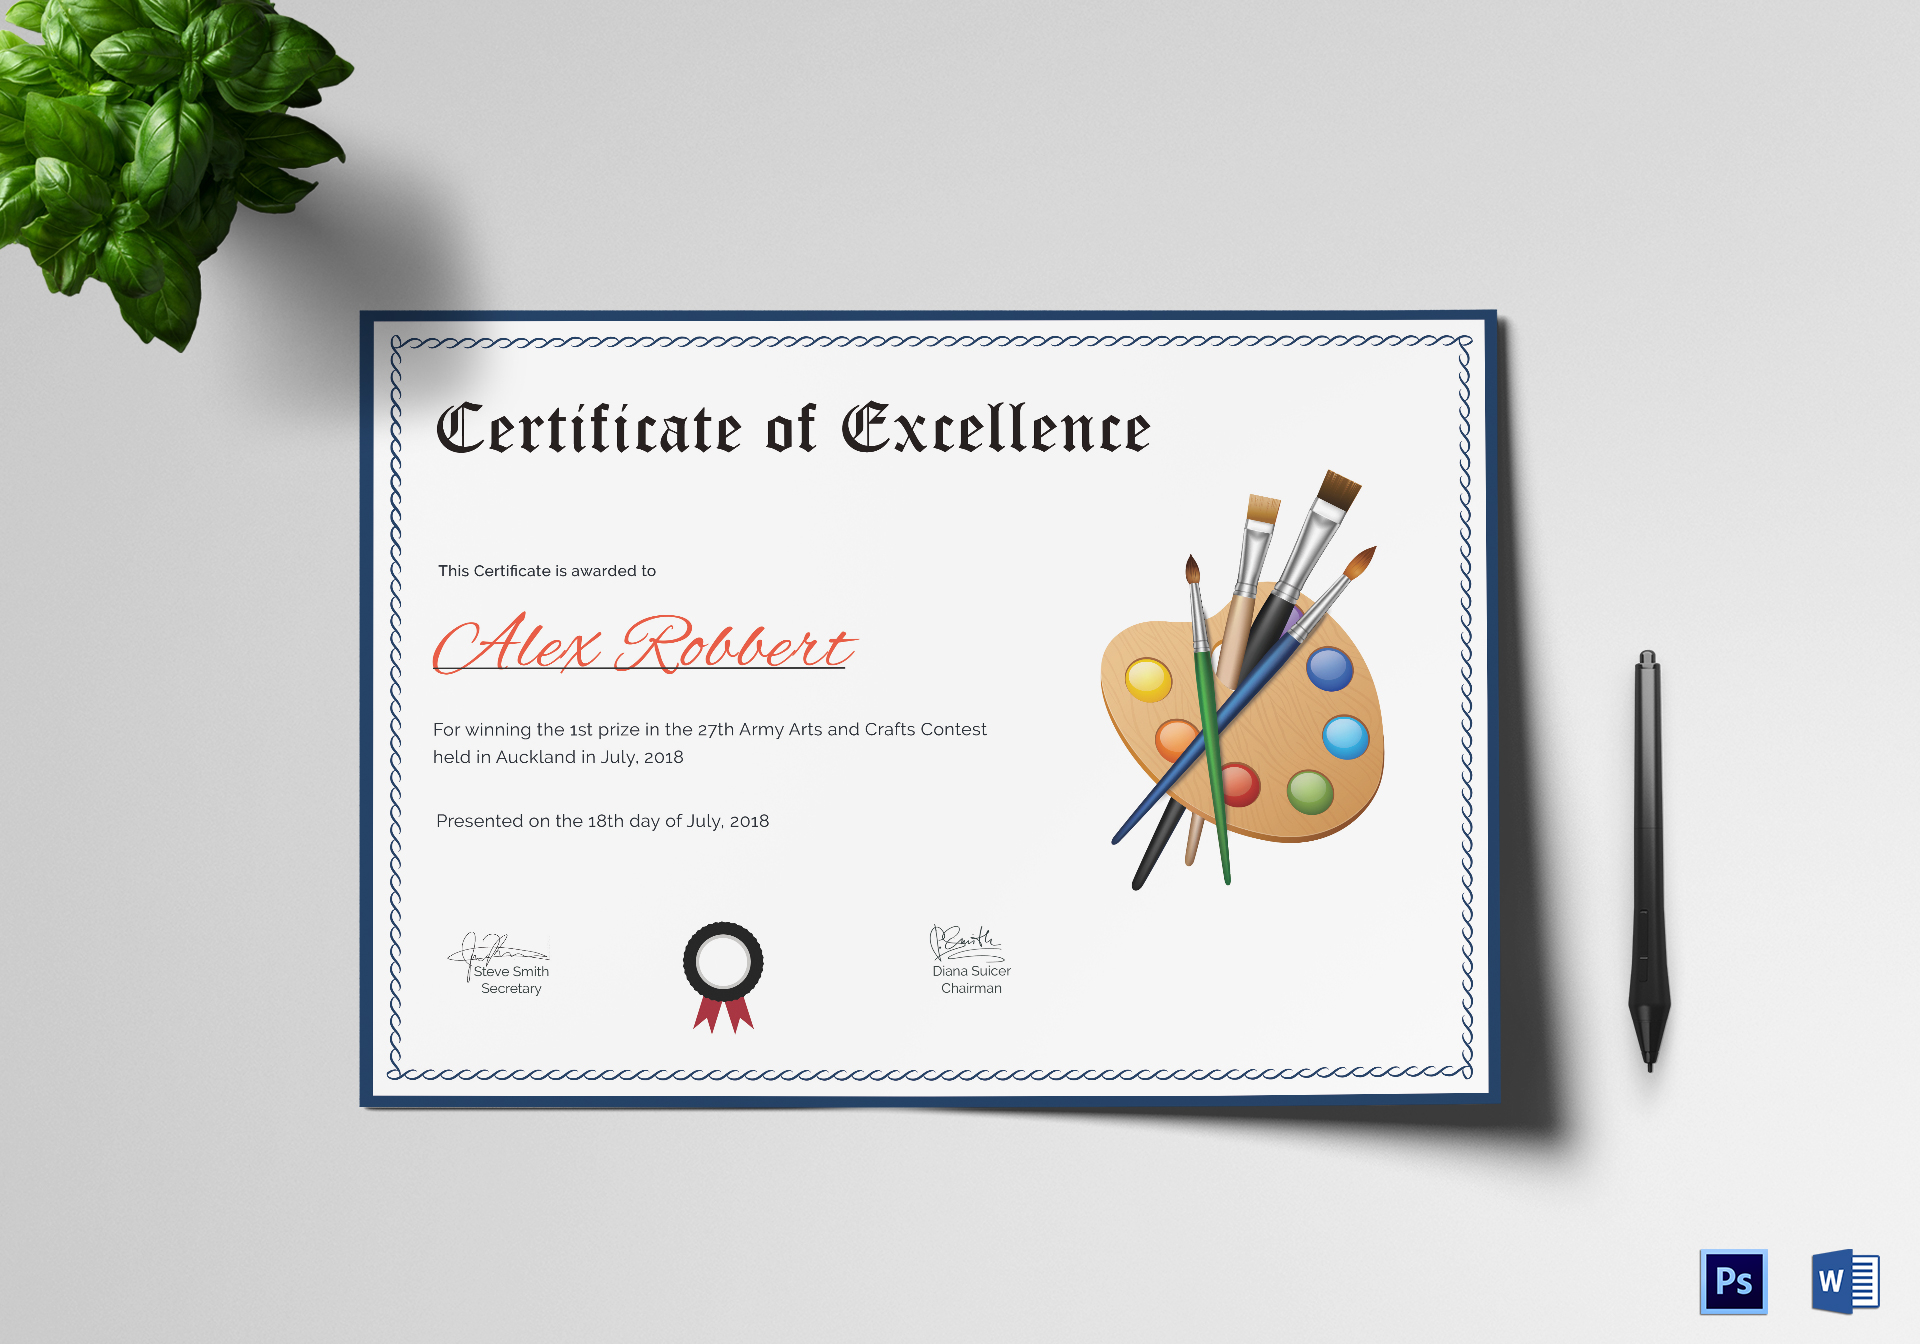 Certificate of Excellence
This Certificate is awarded to
Alex Robbert
For winning the 1st prize in the 27th Army Arts and Crafts Contest
held in Auckland in July, 2018
Presented on the 18th day of July, 2018
Steve Smith
Secretary
Diana Suicer
Chairman
Ps
W